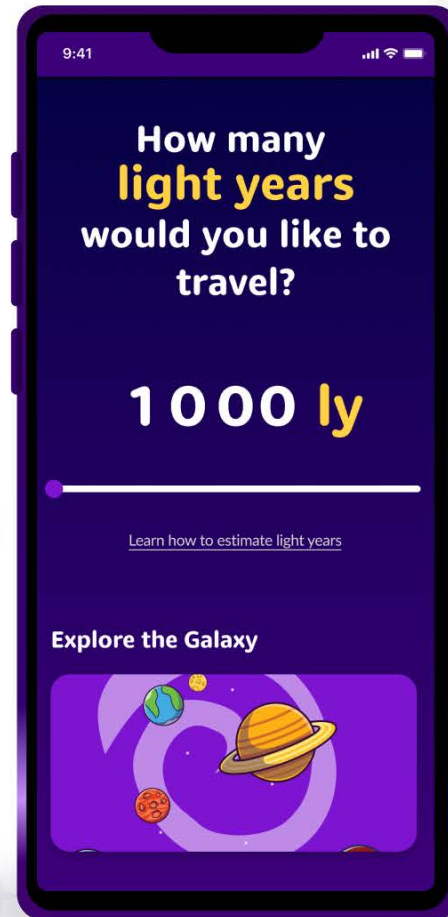 9:41
How many
light years
would you like to
travel?
1000 ly
Learn how to estimate light years
Explore the Galaxy